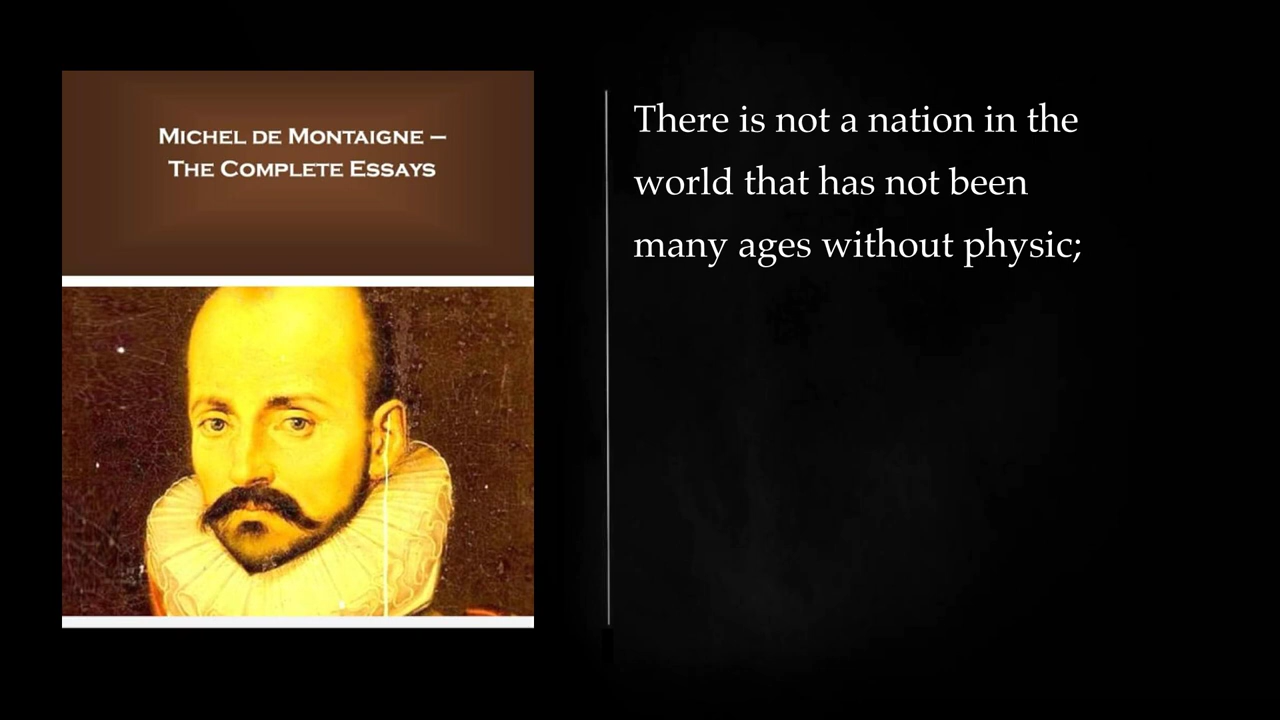 MICHEL DE MONTAIGNE –
THE COMPLETE ESSAYS
There is not a nation in the
world that has not been
many ages without physic;